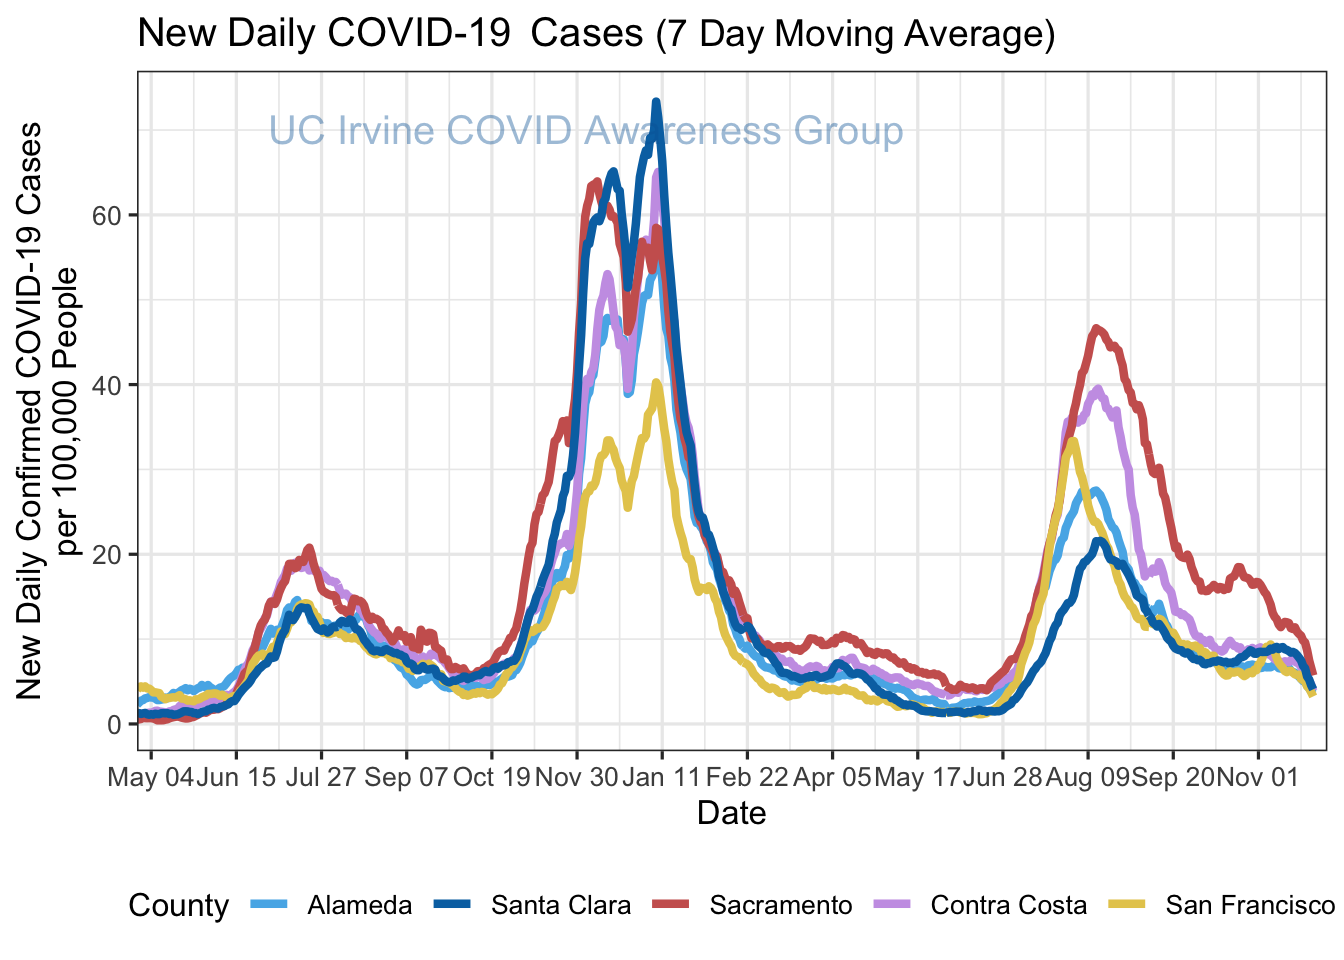 New Daily COVID-19 Cases (7 Day Moving Average)
UC Irvine COVID Awareness Group
New Daily Confirmed COVID-19 Cases
per 100,000 People
60
40
20
0
May 04 Jun 15 Jul 27 Sep 07 Oct 19 Nov 30 Jan 11 Feb 22 Apr 05 May 17 Jun 28 Aug 09 Sep 20 Nov 01
Date
County Alameda Santa Clara Sacramento Contra Costa San Francisco